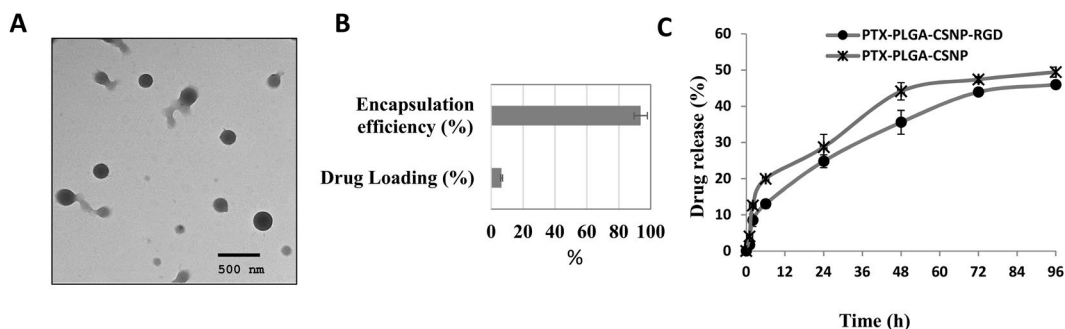 A
500 nm
B
Encapsulation
efficiency (%)
Drug Loading (%)
0 20 40 60 80 100
%
C
PTX-PLGA-CSNP-RGD
PTX-PLGA-CSNP
Drug release (%)
60
50
40
30
20
10
0
0 12 24 36 48 60 72 84 96
Time (h)